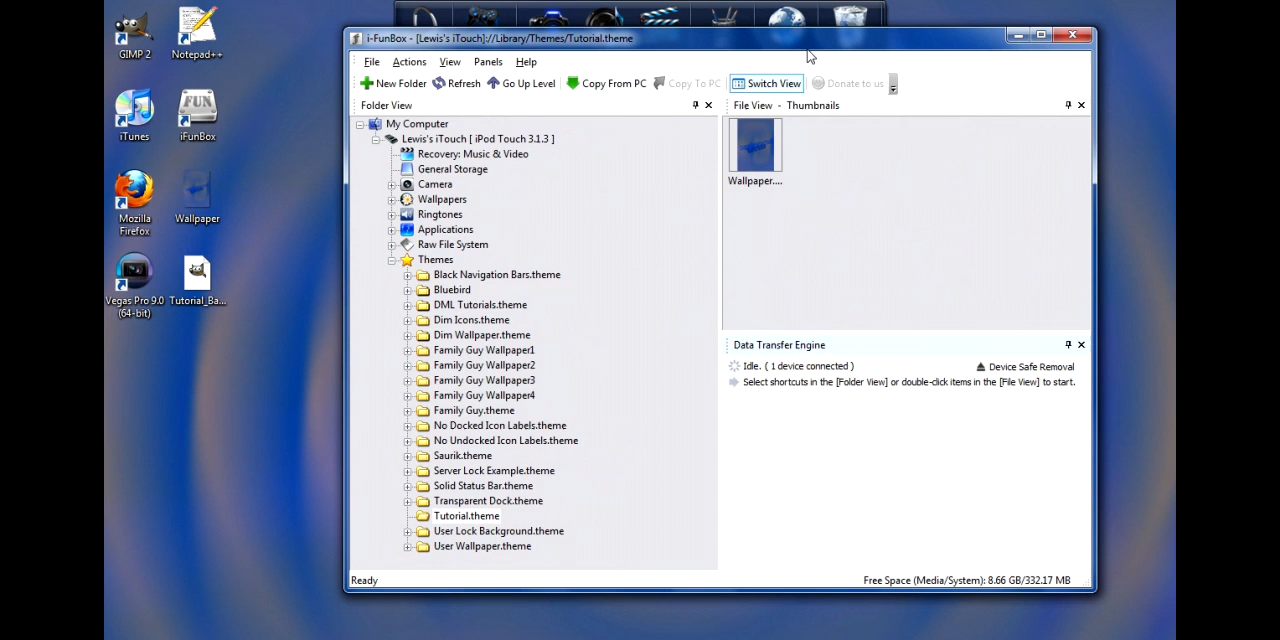 GIMP 2
Notepad++
iTunes
iFunBox
Mozilla Firefox
Wallpaper
Vegas Pro 9.0 (64-bit)
Tutorial_Ba...
i-FunBox - [Lewis's iTouch]://Library/Themes/Tutorial.theme
File Actions View Panels Help
New Folder Refresh Go Up Level Copy From PC Copy To PC Switch View Donate to us
Folder View
My Computer
Lewis's iTouch [ iPod Touch 3.1.3 ]
Recovery: Music & Video
General Storage
Camera
Wallpapers
Ringtones
Applications
Raw File System
Themes
Black Navigation Bars.theme
Bluebird
DML Tutorials.theme
Dim Icons.theme
Dim Wallpaper.theme
Family Guy Wallpaper1
Family Guy Wallpaper2
Family Guy Wallpaper3
Family Guy Wallpaper4
Family Guy.theme
No Docked Icon Labels.theme
No Undocked Icon Labels.theme
Saurik.theme
Server Lock Example.theme
Solid Status Bar.theme
Transparent Dock.theme
Tutorial.theme
User Lock Background.theme
User Wallpaper.theme
File View - Thumbnails
Wallpaper....
Data Transfer Engine
Idle. ( 1 device connected ) Device Safe Removal
Select shortcuts in the [Folder View] or double-click items in the [File View] to start.
Ready
Free Space (Media/System): 8.66 GB/332.17 MB
FUN